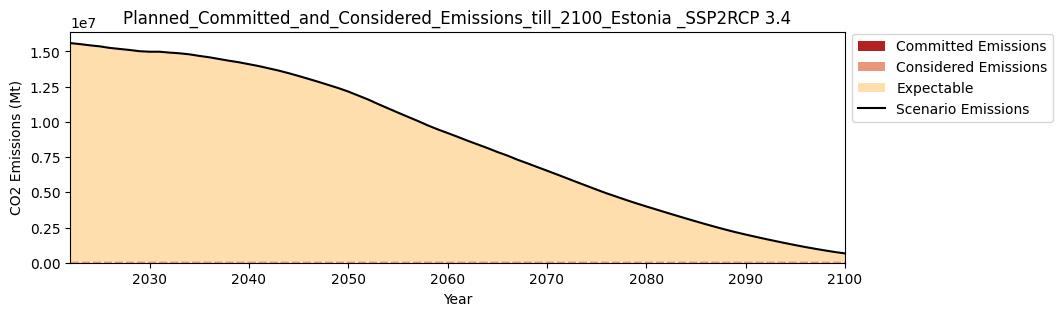 Planned_Committed_and_Considered_Emissions_till_2100_Estonia _SSP2RCP 3.4
1e7
1.50
1.25
1.00
0.75
0.50
0.25
0.00
CO2 Emissions (Mt)
2030 2040 2050 2060 2070 2080 2090 2100
Year
Committed Emissions
Considered Emissions
Expectable
Scenario Emissions